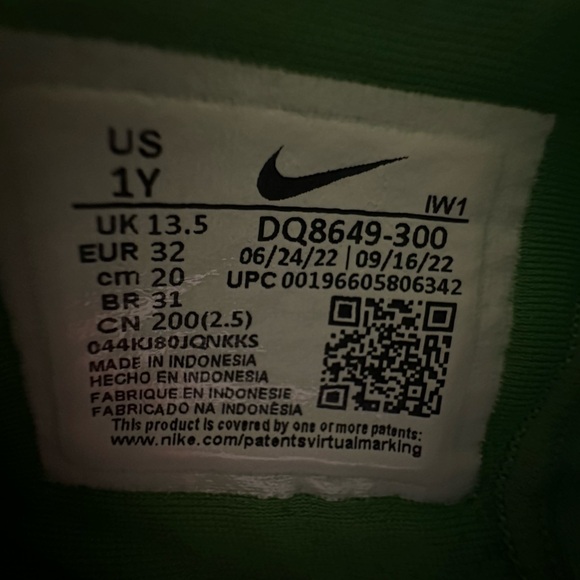 US
1Y
IW1
UK 13.5
DQ8649-300
EUR 32
06/24/22 | 09/16/22
cm 20
UPC 00196605806342
BR 31
CN 200(2.5)
044KJ80JQNKKS
MADE IN INDONESIA
HECHO EN INDONESIA
FABRIQUE EN INDONESIE
FABRICADO NA INDONÉSIA
This product is covered by one or more patents:
www.nike.com/patentsvirtualmarking